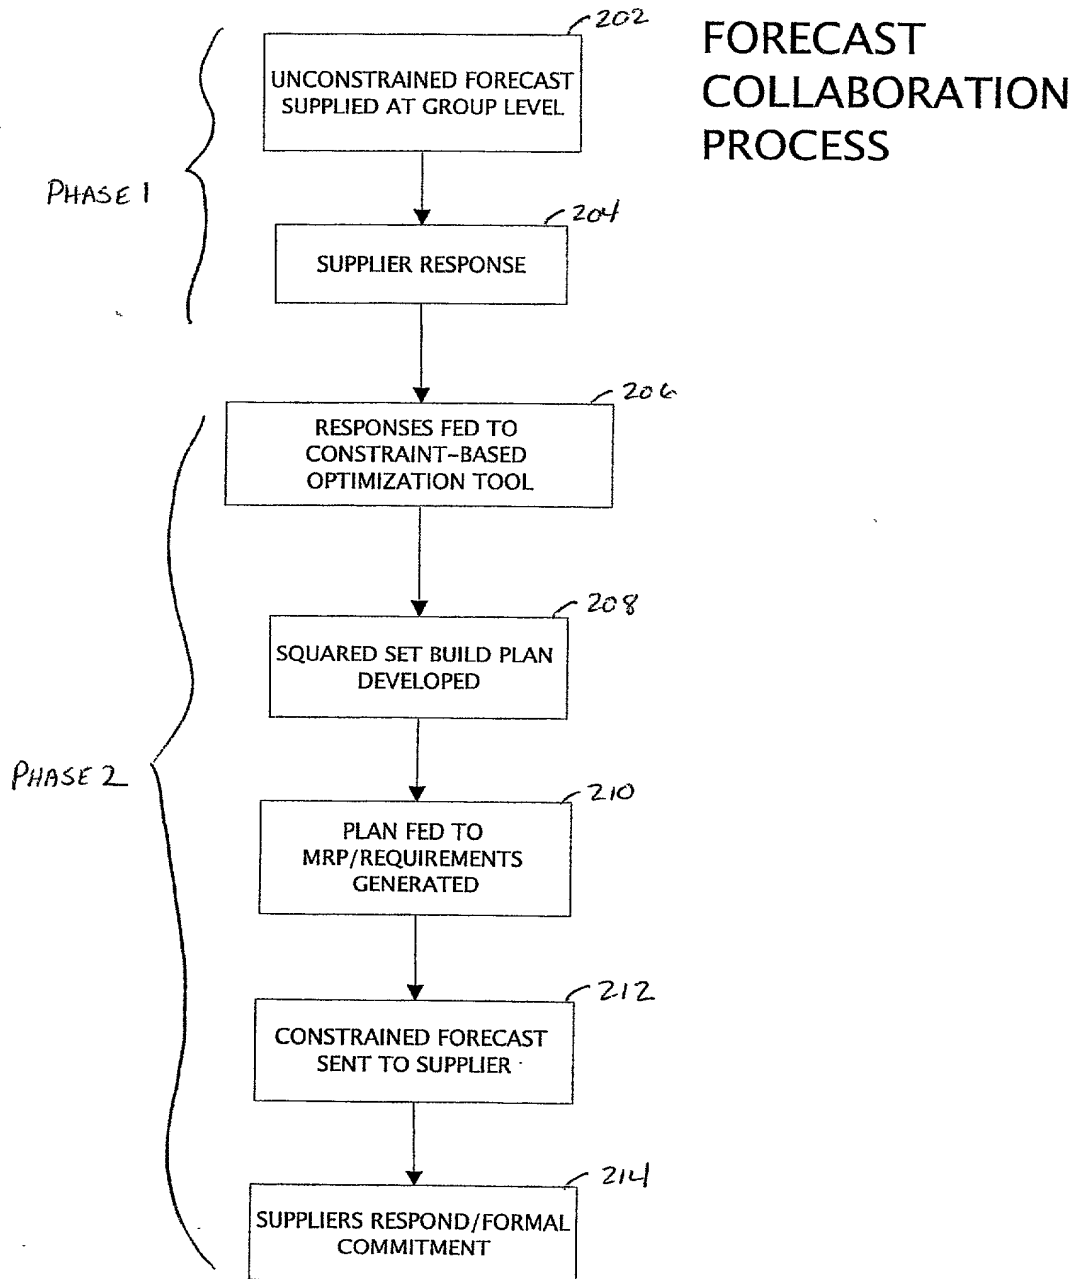 202
FORECAST
COLLABORATION
PROCESS
UNCONSTRAINED FORECAST
SUPPLIED AT GROUP LEVEL
PHASE 1
204
SUPPLIER RESPONSE
206
RESPONSES FED TO
CONSTRAINT-BASED
OPTIMIZATION TOOL
208
SQUARED SET BUILD PLAN
DEVELOPED
PHASE 2
210
PLAN FED TO
MRP/REQUIREMENTS
GENERATED
212
CONSTRAINED FORECAST
SENT TO SUPPLIER
214
SUPPLIERS RESPOND/FORMAL
COMMITMENT